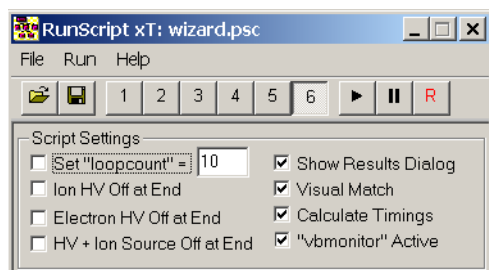 RunScript xT: wizard.psc
File Run Help
1 2 3 4 5 6 R
Script Settings
Set "loopcount" = 10
Show Results Dialog
Ion HV Off at End
Visual Match
Electron HV Off at End
Calculate Timings
HV + Ion Source Off at End
"vbmonitor" Active